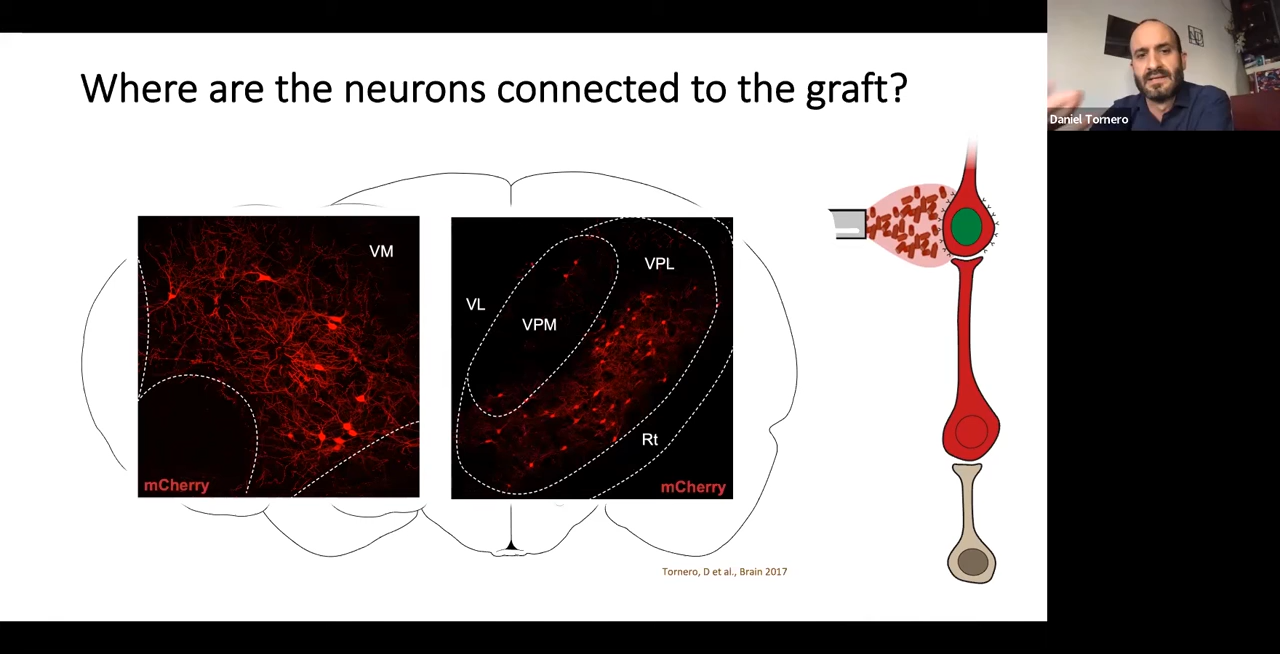 Where are the neurons connected to the graft?
Daniel Tornero
VM
mCherry
VL
VPM
VPL
Rt
mCherry
Tornero, D et al., Brain 2017